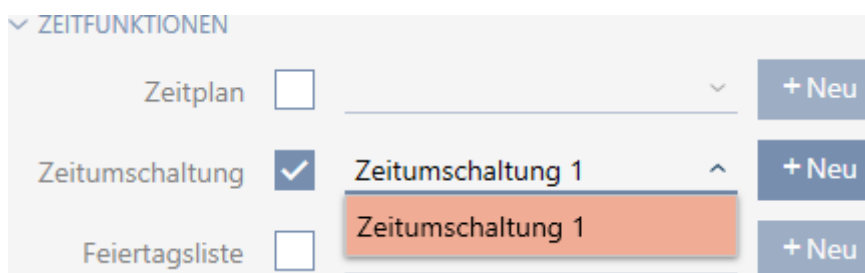 ZEITFUNKTIONEN
Zeitplan + Neu
Zeitumschaltung Zeitumschaltung 1 + Neu
Zeitumschaltung 1
Feiertagsliste + Neu